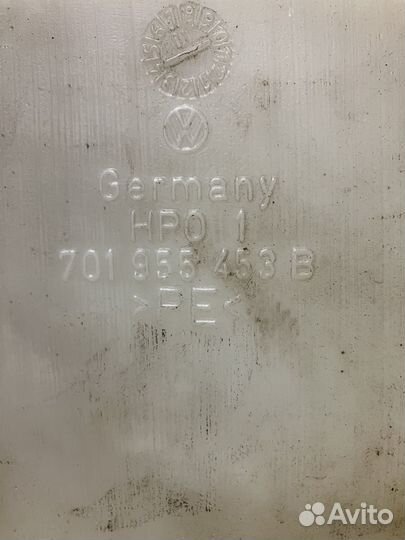 Germany
HPO 1
701 955 453 B
>PE<
Avito